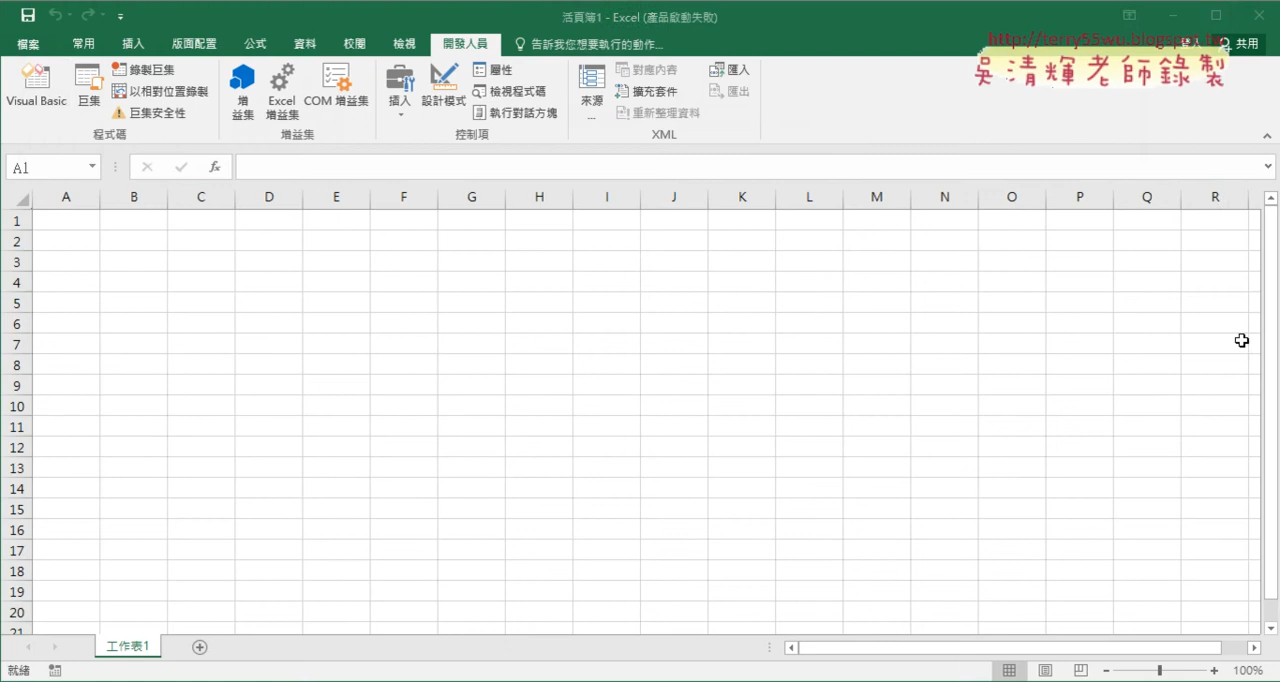 活頁簿1 - Excel (產品啟動失敗)
檔案 常用 插入 版面配置 公式 資料 校閱 檢視 開發人員 告訴我您想要執行的動作... 登入 共用
http://terry55wu.blogspot.tw
吳清輝老師錄製
Visual Basic 巨集 錄製巨集 以相對位置錄製 巨集安全性
程式碼
增益集 Excel 增益集 COM 增益集
增益集
插入 設計模式 屬性 檢視程式碼 執行對話方塊
控制項
來源... 對應內容 擴充套件 重新整理資料 匯入 匯出
XML
A1 fx
A B C D E F G H I J K L M N O P Q R
1
2
3
4
5
6
7
8
9
10
11
12
13
14
15
16
17
18
19
20
21
工作表1
就緒 100%